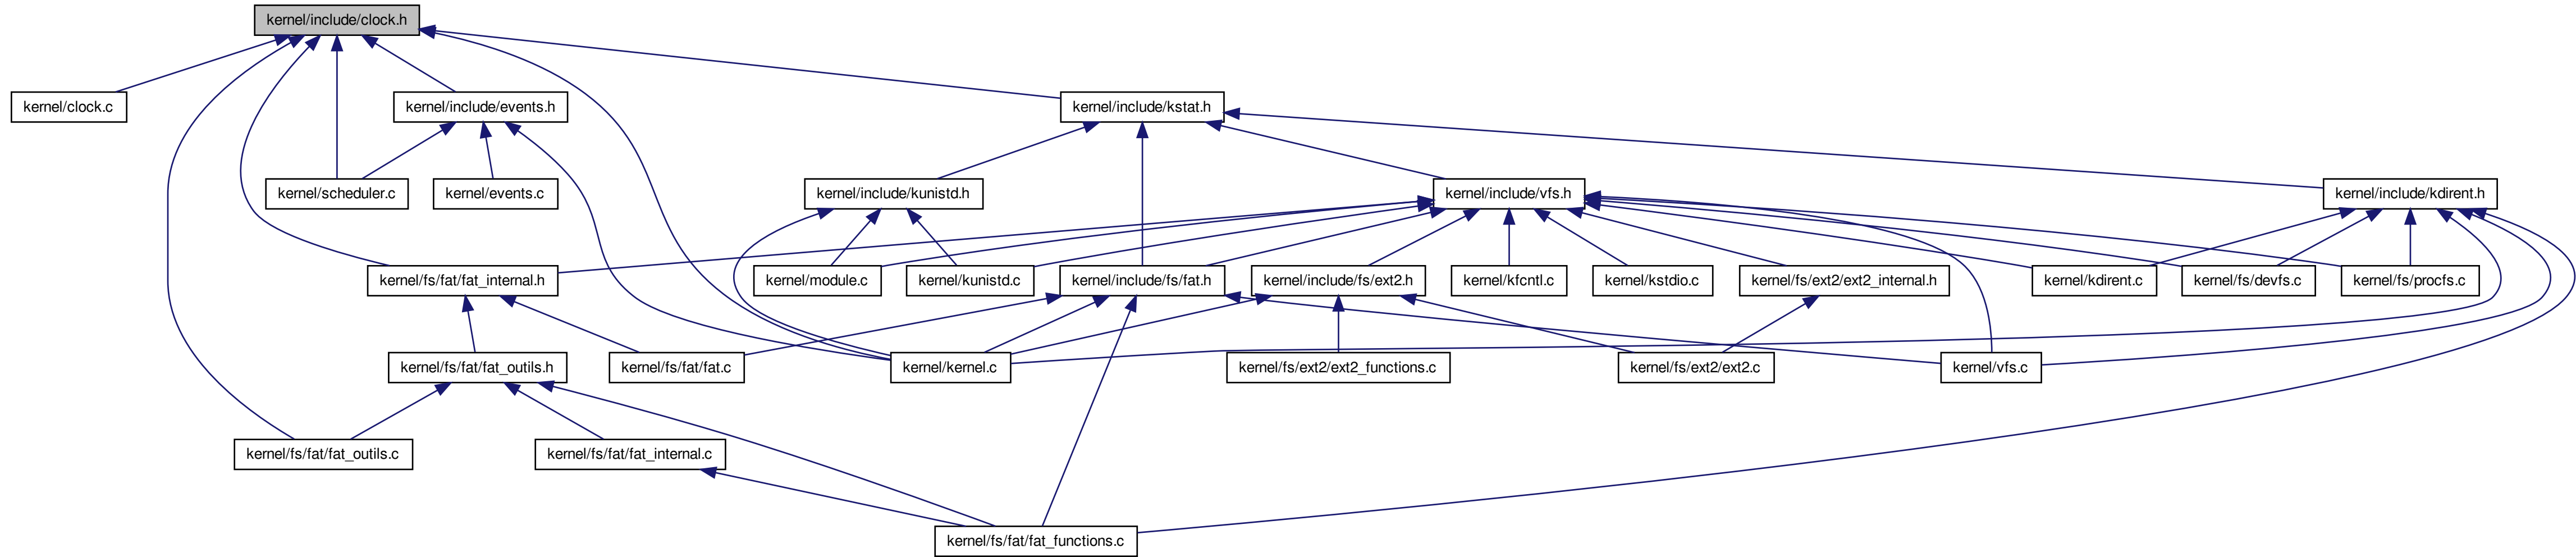 kernel/include/clock.h
kernel/clock.c
kernel/include/events.h
kernel/include/kstat.h
kernel/scheduler.c
kernel/events.c
kernel/include/kunistd.h
kernel/include/vfs.h
kernel/include/kdirent.h
kernel/fs/fat/fat_internal.h
kernel/module.c
kernel/kunistd.c
kernel/include/fs/fat.h
kernel/include/fs/ext2.h
kernel/kfcntl.c
kernel/kstdio.c
kernel/fs/ext2/ext2_internal.h
kernel/kdirent.c
kernel/fs/devfs.c
kernel/fs/procfs.c
kernel/fs/fat/fat_outils.h
kernel/fs/fat/fat.c
kernel/kernel.c
kernel/fs/ext2/ext2_functions.c
kernel/fs/ext2/ext2.c
kernel/vfs.c
kernel/fs/fat/fat_outils.c
kernel/fs/fat/fat_internal.c
kernel/fs/fat/fat_functions.c